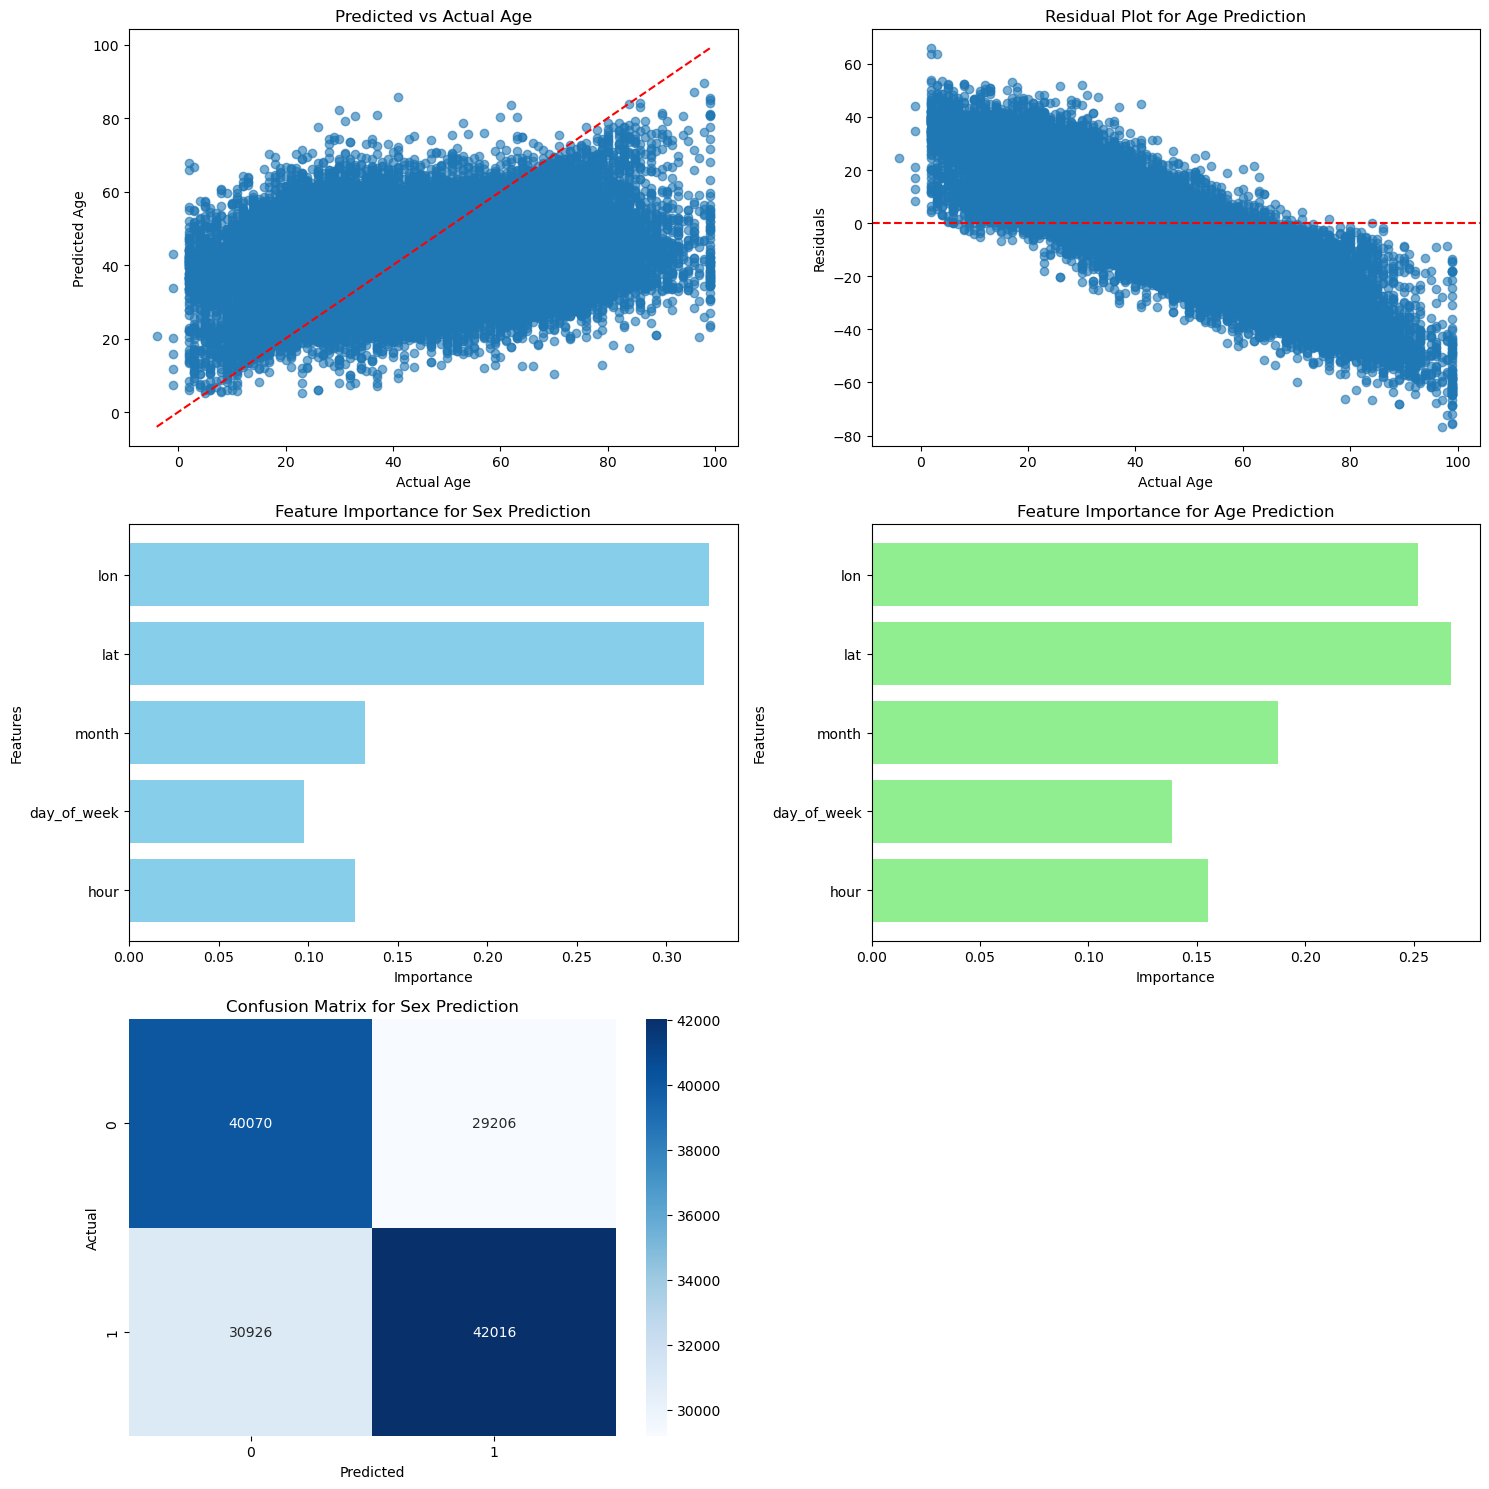 Predicted vs Actual Age
100
80
60
40
20
0
Predicted Age
0 20 40 60 80 100
Actual Age
Residual Plot for Age Prediction
60
40
20
0
−20
−40
−60
−80
Residuals
0 20 40 60 80 100
Actual Age
Feature Importance for Sex Prediction
lon
lat
month
day_of_week
hour
Features
0.00 0.05 0.10 0.15 0.20 0.25 0.30
Importance
Feature Importance for Age Prediction
lon
lat
month
day_of_week
hour
Features
0.00 0.05 0.10 0.15 0.20 0.25
Importance
Confusion Matrix for Sex Prediction
0
1
Actual
40070 29206
30926 42016
0 1
Predicted
42000
40000
38000
36000
34000
32000
30000